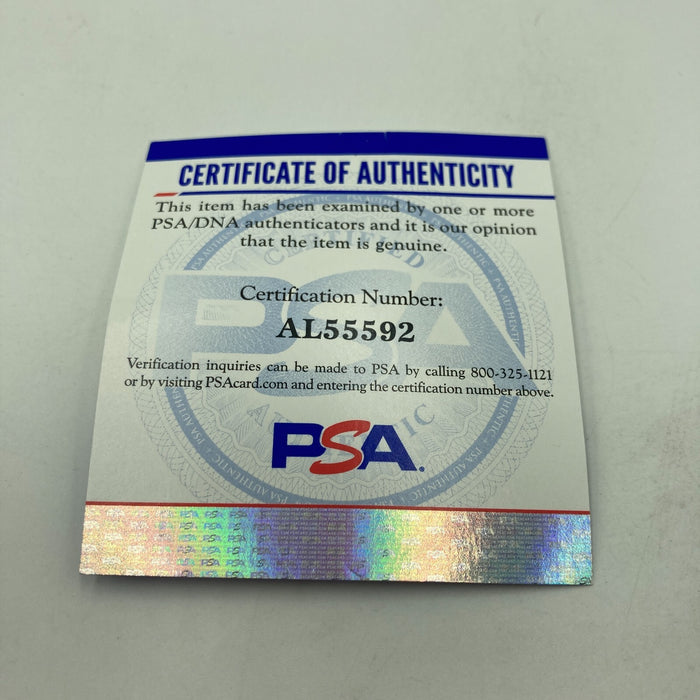 CERTIFICATE OF AUTHENTICITY
This item has been examined by one or more
PSA/DNA authenticators and it is our opinion
that the item is genuine.
CERTIFIED
PSA
Certification Number:
AL55592
Verification inquiries can be made to PSA by calling 800-325-1121
or by visiting PSAcard.com and entering the certification number above.
PSA.